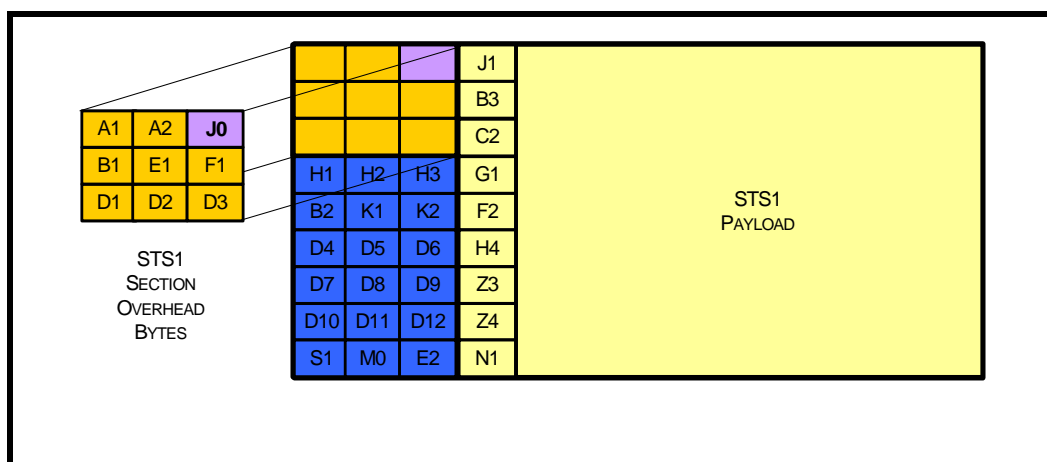 J1
B3
A1 A2 J0
C2
B1 E1 F1
H1 H2 H3 G1
D1 D2 D3
B2 K1 K2 F2
STS1
PAYLOAD
D4 D5 D6 H4
STS1
SECTION
OVERHEAD
BYTES
D7 D8 D9 Z3
D10 D11 D12 Z4
S1 M0 E2 N1